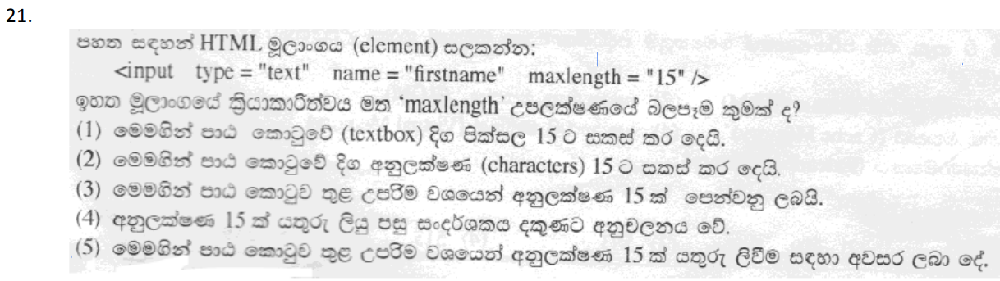 21.
පහත සඳහන් HTML මූලාංගය (element) සලකන්න:
<input type = "text" name = "firstname" maxlength = "15" />
ඉහත මූලාංගයේ ක්‍රියාකාරීත්වය මත ‘maxlength’ උපලක්ෂණයේ බලපෑම කුමක් ද?
(1) මෙමගින් පාඨ කොටුවේ (textbox) දිග පික්සල 15 ට සකස් කර දෙයි.
(2) මෙමගින් පාඨ කොටුවේ දිග අනුලක්ෂණ (characters) 15 ට සකස් කර දෙයි.
(3) මෙමගින් පාඨ කොටුව තුළ උපරිම වශයෙන් අනුලක්ෂණ 15 ක් පෙන්වනු ලබයි.
(4) අනුලක්ෂණ 15 ක් යතුරු ලියූ පසු සංදර්ශකය දකුණට අනුචලනය වේ.
(5) මෙමගින් පාඨ කොටුව තුළ උපරිම වශයෙන් අනුලක්ෂණ 15 ක් යතුරු ලිවීම සඳහා අවසර ලබා දේ.